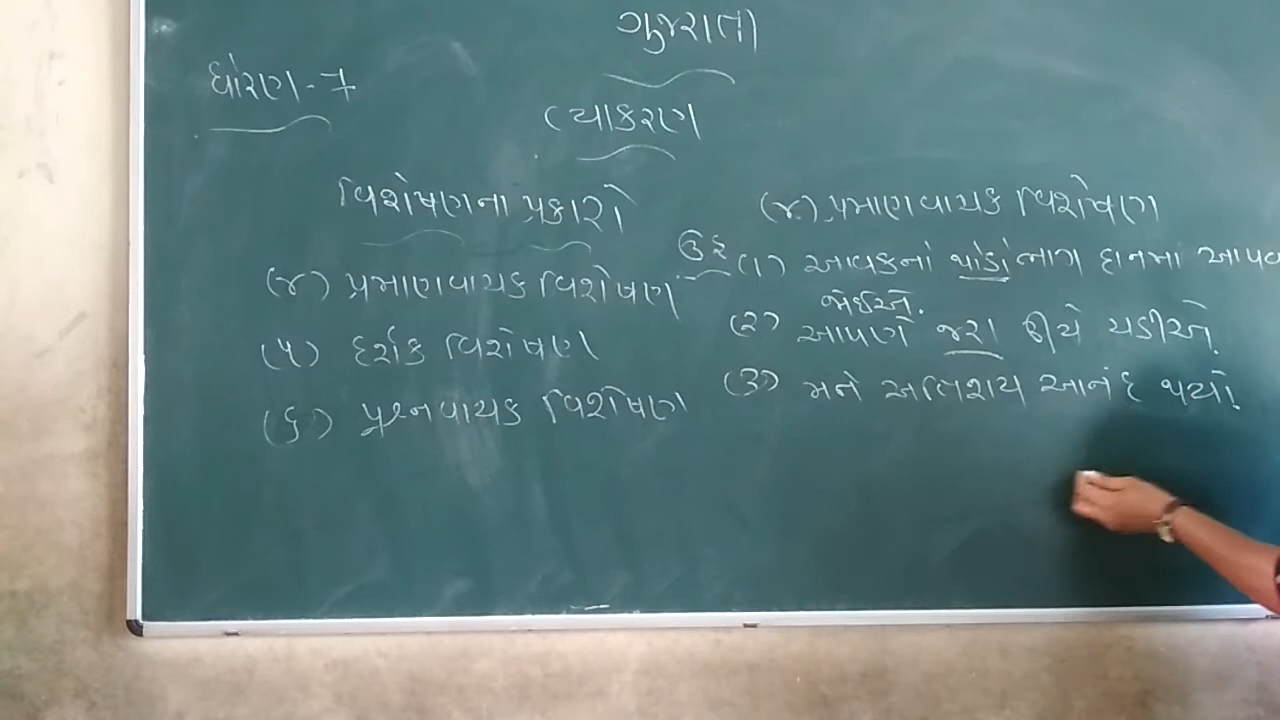 ગુજરાતી
ધોરણ - 7
વ્યાકરણ
વિશેષણના પ્રકારો
(૪) પ્રમાણવાચક વિશેષણ
(૫) દર્શક વિશેષણ
(૬) પ્રશ્નવાચક વિશેષણ
(૪) પ્રમાણવાચક વિશેષણ
ઉદા (૧) આવકનાં થોડાં ભાગ દાનમાં
જોઈએ.
(૨) આપણે જરા ઊંચે ચડીએ.
(૩) મને અતિશય આનંદ થયો.